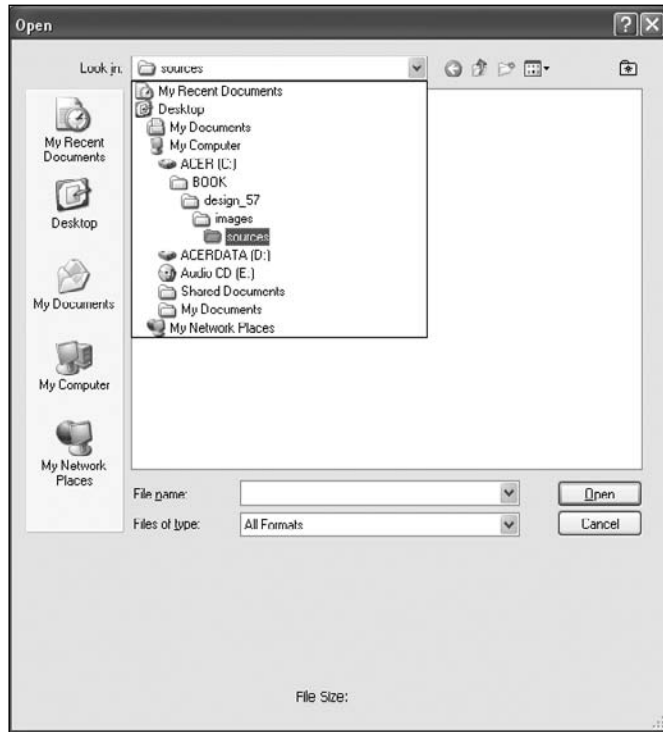 Open
Look in:
sources
My Recent Documents
Desktop
My Documents
My Computer
ACER (C:)
BOOK
design_57
images
sources
ACERDATA (D:)
Audio CD (E:)
Shared Documents
My Documents
My Network Places
My Recent
Documents
Desktop
My Documents
My Computer
My Network
Places
File name:
Open
Files of type:
All Formats
Cancel
File Size: